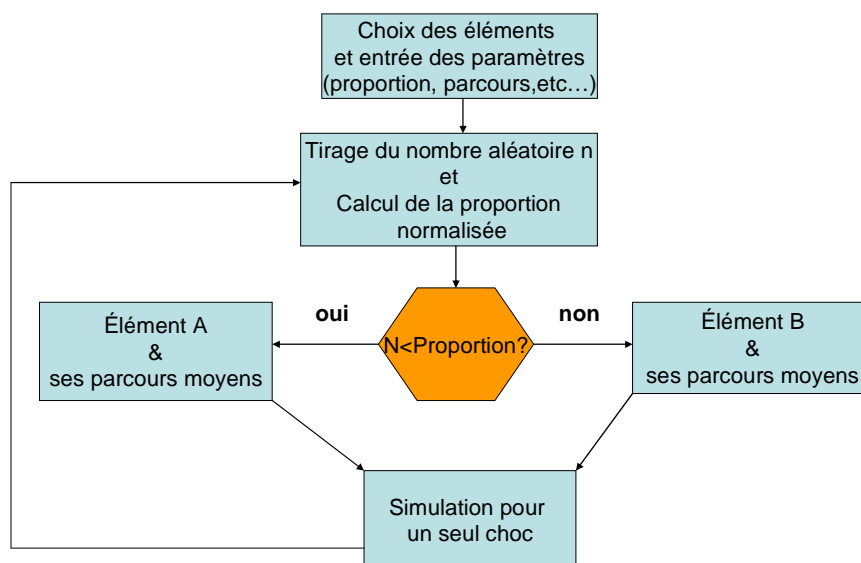 Choix des éléments
et entrée des paramètres
(proportion, parcours,etc…)
Tirage du nombre aléatoire n
et
Calcul de la proportion
normalisée
oui
non
N<Proportion?
Élément A
&
ses parcours moyens
Élément B
&
ses parcours moyens
Simulation pour
un seul choc